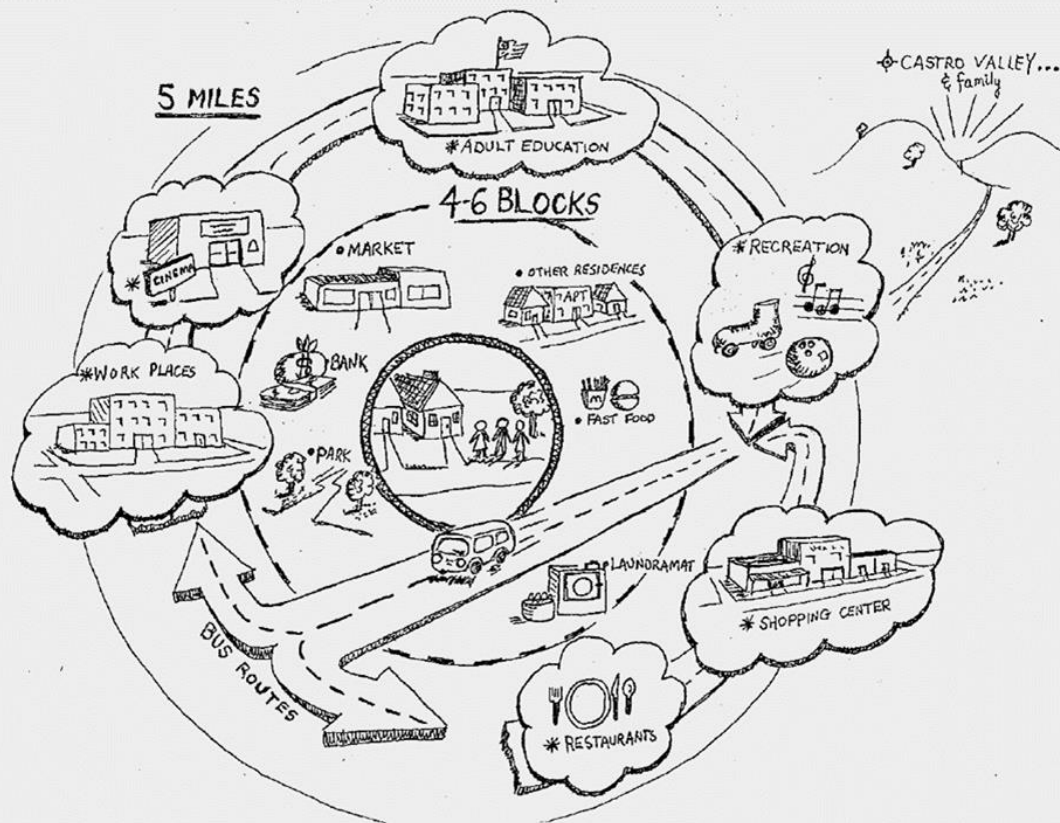 ✧ CASTRO VALLEY...
& family
5 MILES
* ADULT EDUCATION
4-6 BLOCKS
* CINEMA
• MARKET
• OTHER RESIDENCES
APT
* RECREATION
* WORK PLACES
• BANK
$
M
• FAST FOOD
• PARK
• LAUNDRAMAT
* SHOPPING CENTER
BUS ROUTES
* RESTAURANTS